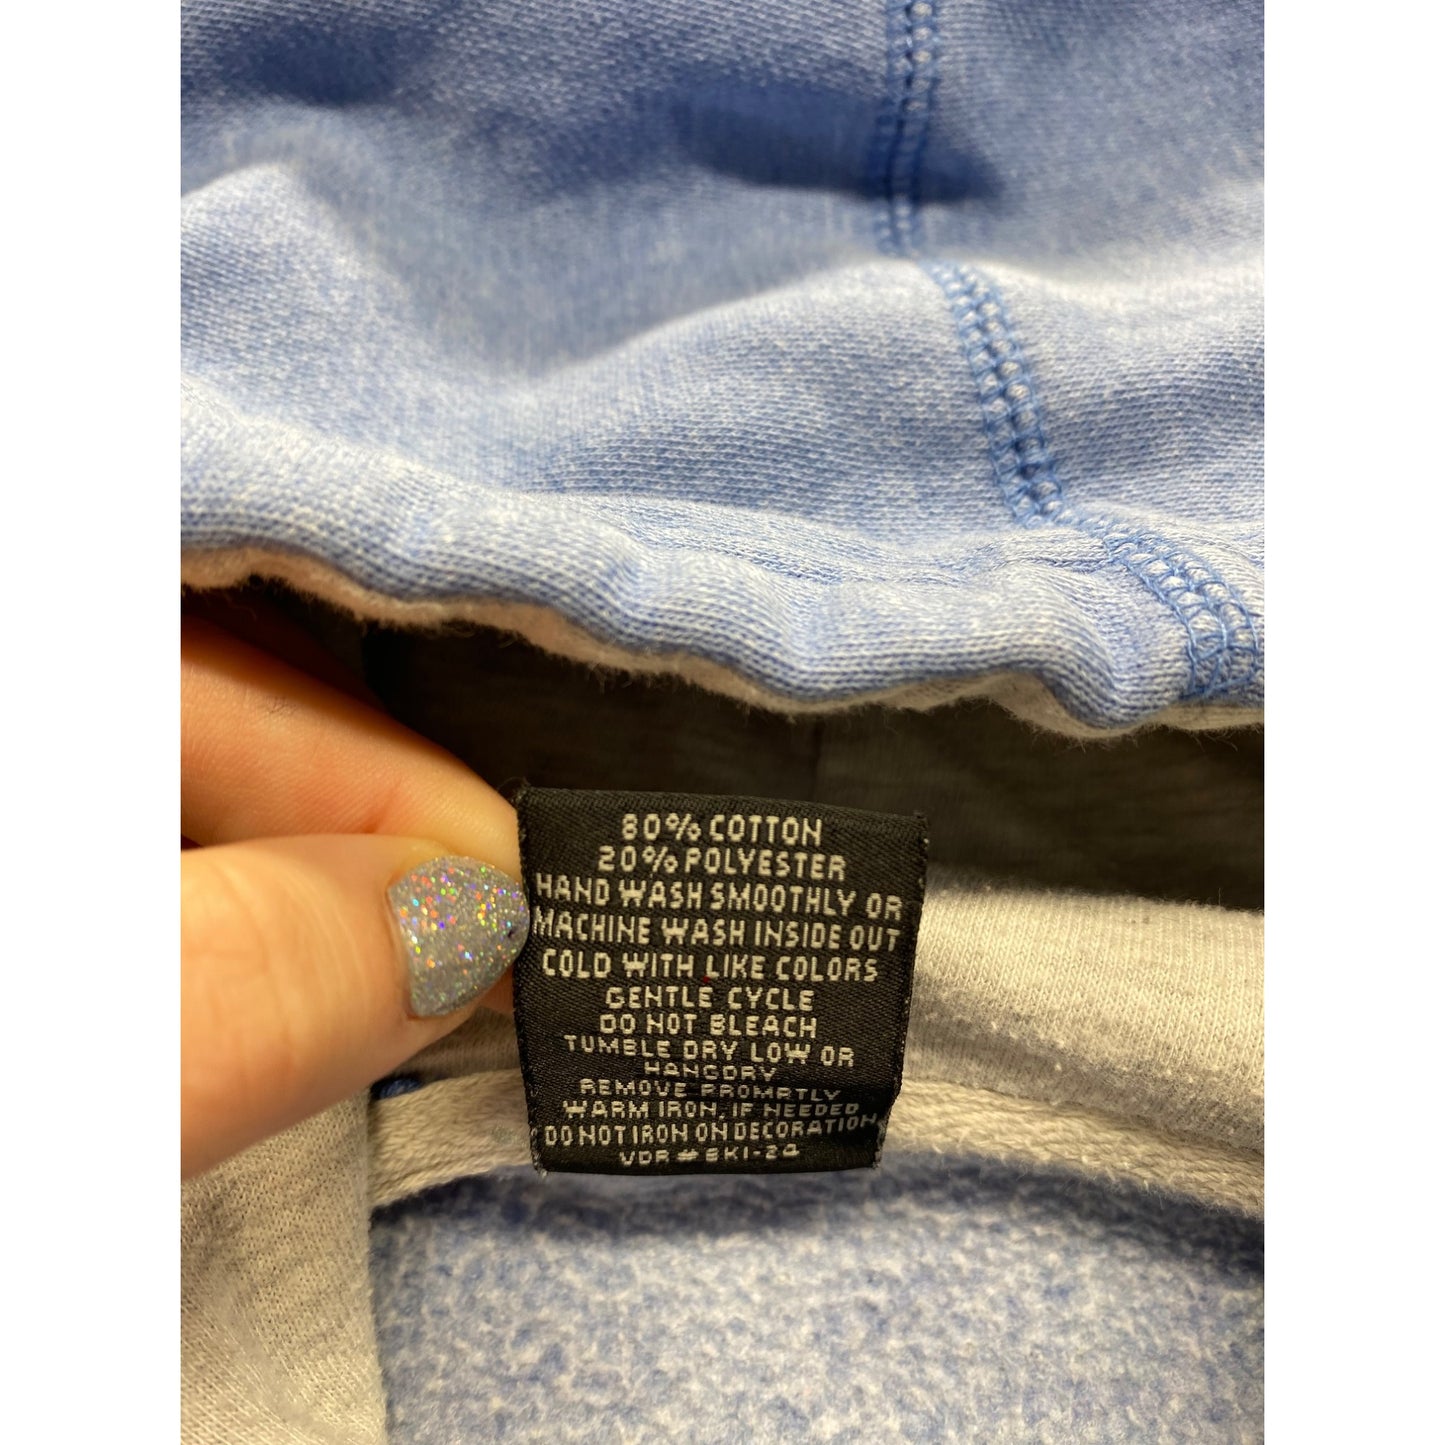 80% COTTON
20% POLYESTER
HAND WASH SMOOTHLY OR
MACHINE WASH INSIDE OUT
COLD WITH LIKE COLORS
GENTLE CYCLE
DO NOT BLEACH
TUMBLE DRY LOW OR
HANGDRY
REMOVE PROMPTLY
WARM IRON, IF NEEDED
DO NOT IRON ON DECORATION
VDR #